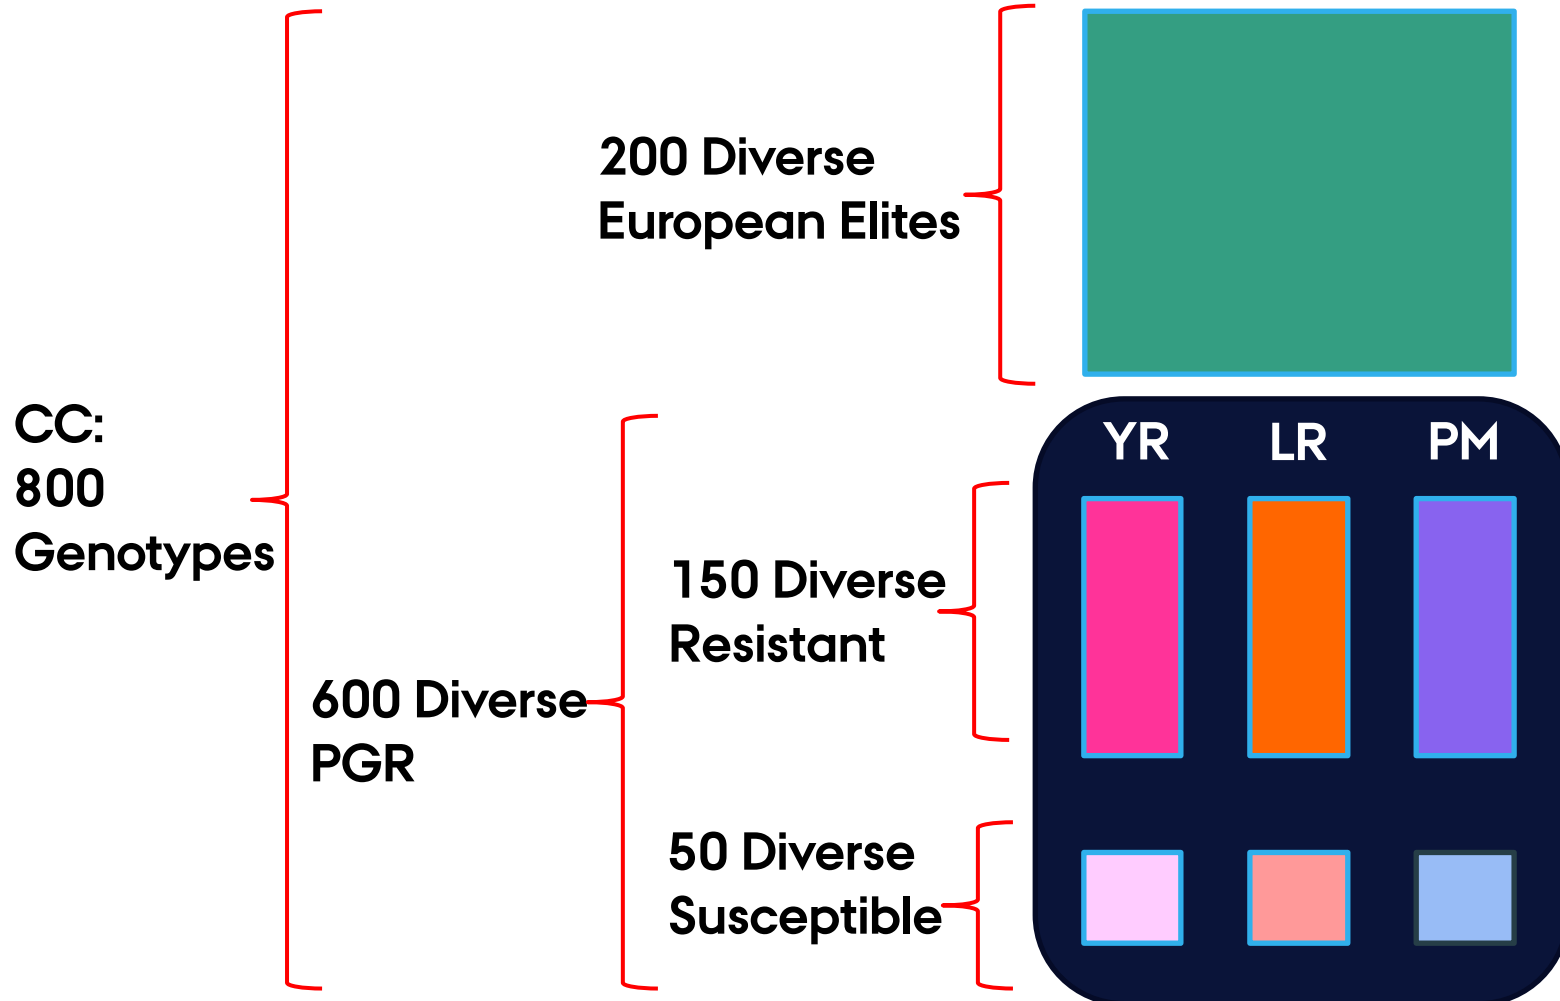 CC:
800
Genotypes
200 Diverse
European Elites
600 Diverse
PGR
150 Diverse
Resistant
50 Diverse
Susceptible
YR LR PM